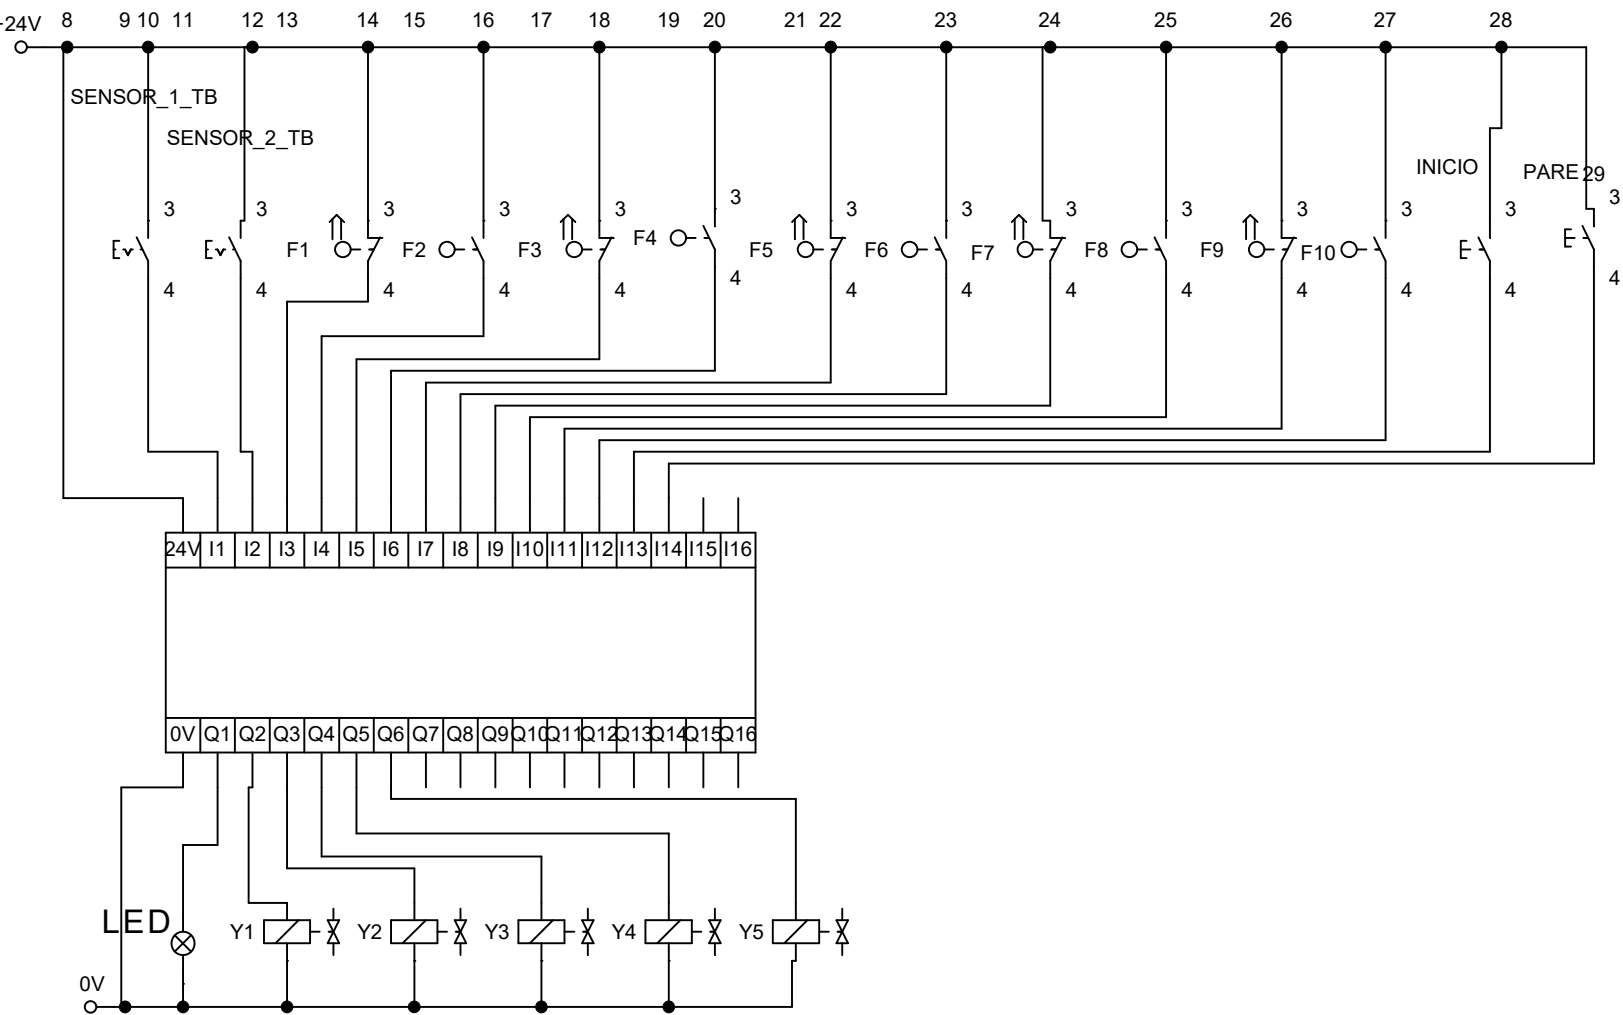 +24V 8 9 10 11 12 13 14 15 16 17 18 19 20 21 22 23 24 25 26 27 28
SENSOR_1_TB
SENSOR_2_TB
INICIO PARE 29
3 3 3 3 3 3 3 3 3 3 3 3 3 3
F1 F2 F3 F4 F5 F6 F7 F8 F9 F10
4 4 4 4 4 4 4 4 4 4 4 4 4 4
24V I1 I2 I3 I4 I5 I6 I7 I8 I9 I10 I11 I12 I13 I14 I15 I16
0V Q1 Q2 Q3 Q4 Q5 Q6 Q7 Q8 Q9 Q10 Q11 Q12 Q13 Q14 Q15 Q16
LED Y1 Y2 Y3 Y4 Y5
0V